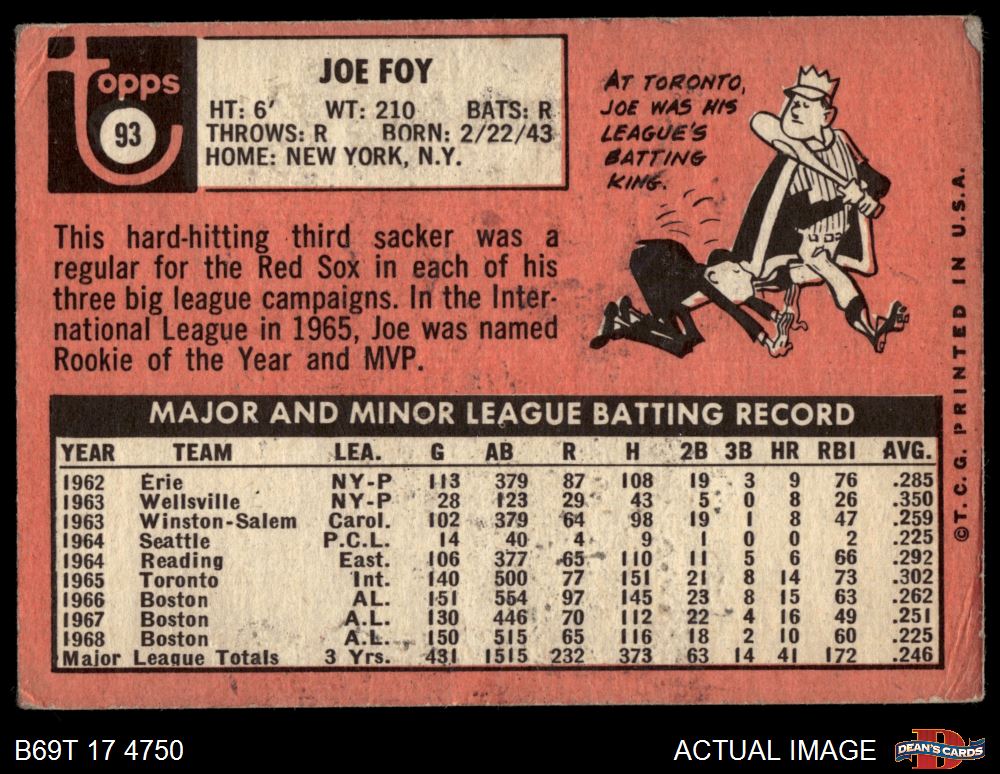 topps
93
JOE FOY
HT: 6' WT: 210 BATS: R
THROWS: R BORN: 2/22/43
HOME: NEW YORK, N.Y.
AT TORONTO,
JOE WAS HIS
LEAGUE'S
BATTING
KING.
This hard-hitting third sacker was a
regular for the Red Sox in each of his
three big league campaigns. In the Inter-
national League in 1965, Joe was named
Rookie of the Year and MVP.
MAJOR AND MINOR LEAGUE BATTING RECORD
YEAR TEAM LEA. G AB R H 2B 3B HR RBI AVG.
1962 Erie NY-P 113 379 87 108 19 3 9 76 .285
1963 Wellsville NY-P 28 123 29 43 5 0 8 26 .350
1963 Winston-Salem Carol. 102 379 64 98 19 1 8 47 .259
1964 Seattle P.C.L. 14 40 4 9 1 0 0 2 .225
1964 Reading East. 106 377 65 110 11 5 6 66 .292
1965 Toronto Int. 140 500 77 151 21 8 14 73 .302
1966 Boston AL. 151 554 97 145 23 8 15 63 .262
1967 Boston A.L. 130 446 70 112 22 4 16 49 .251
1968 Boston A.L. 150 515 65 116 18 2 10 60 .225
Major League Totals 3 Yrs. 431 1515 232 373 63 14 41 172 .246
©T.C.G. PRINTED IN U.S.A.
B69T 17 4750
ACTUAL IMAGE
D
DEAN'S CARDS